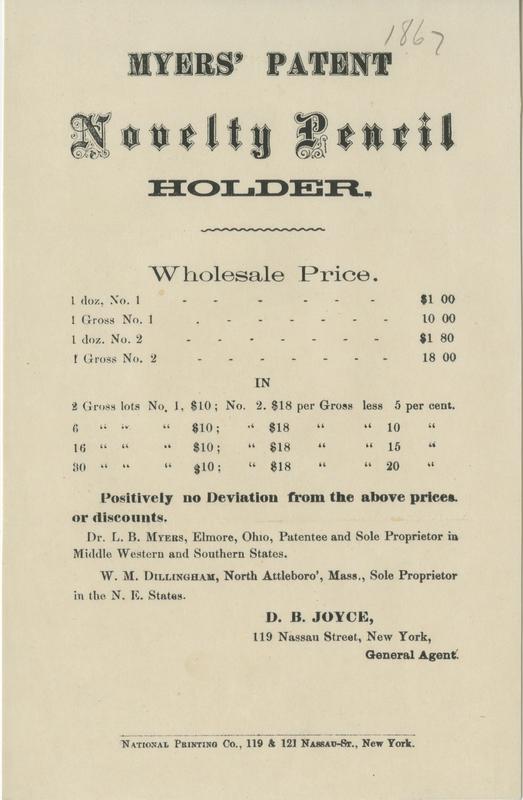 1867
MYERS' PATENT
Novelty Pencil
HOLDER.
Wholesale Price.
1 doz, No. 1 - - - - - - $1 00
1 Gross No. 1 . - - - - - - 10 00
1 doz. No. 2 - - - - - - $1 80
1 Gross No. 2 - - - - - - - 18 00
IN
2 Gross lots No. 1, $10; No. 2. $18 per Gross less 5 per cent.
6 " " " $10; " $18 " " 10 "
16 " " " $10; " $18 " " 15 "
30 " " " $10; " $18 " " 20 "
Positively no Deviation from the above prices.
or discounts.
Dr. L. B. MYERS, Elmore, Ohio, Patentee and Sole Proprietor in
Middle Western and Southern States.
W. M. DILLINGHAM, North Attleboro', Mass., Sole Proprietor
in the N. E. States.
D. B. JOYCE,
119 Nassau Street, New York,
General Agent.
NATIONAL PRINTING CO., 119 & 121 NASSAU-ST., NEW YORK.